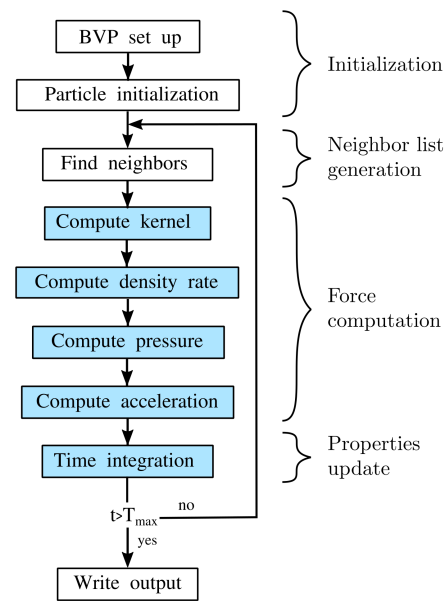 BVP set up
Particle initialization
Initialization
Find neighbors
Neighbor list
generation
Compute kernel
Compute density rate
Compute pressure
Compute acceleration
Force
computation
Time integration
Properties
update
t>Tmax
no
yes
Write output